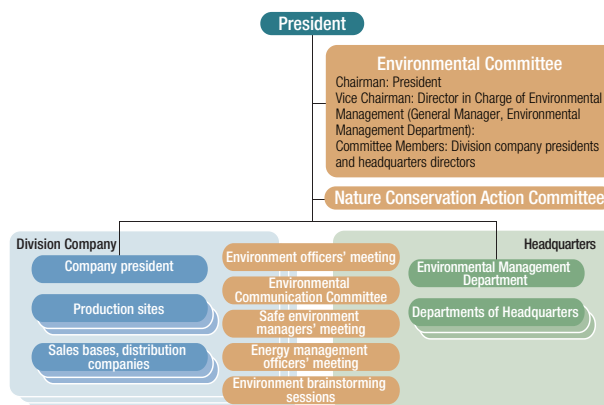 President
Environmental Committee
Chairman: President
Vice Chairman: Director in Charge of Environmental
Management (General Manager, Environmental
Management Department):
Committee Members: Division company presidents
and headquarters directors
Nature Conservation Action Committee
Division Company
Company president
Production sites
Sales bases, distribution
companies
Environment officers' meeting
Environmental
Communication Committee
Safe environment
managers' meeting
Energy management
officers' meeting
Environment brainstorming
sessions
Headquarters
Environmental Management
Department
Departments of Headquarters